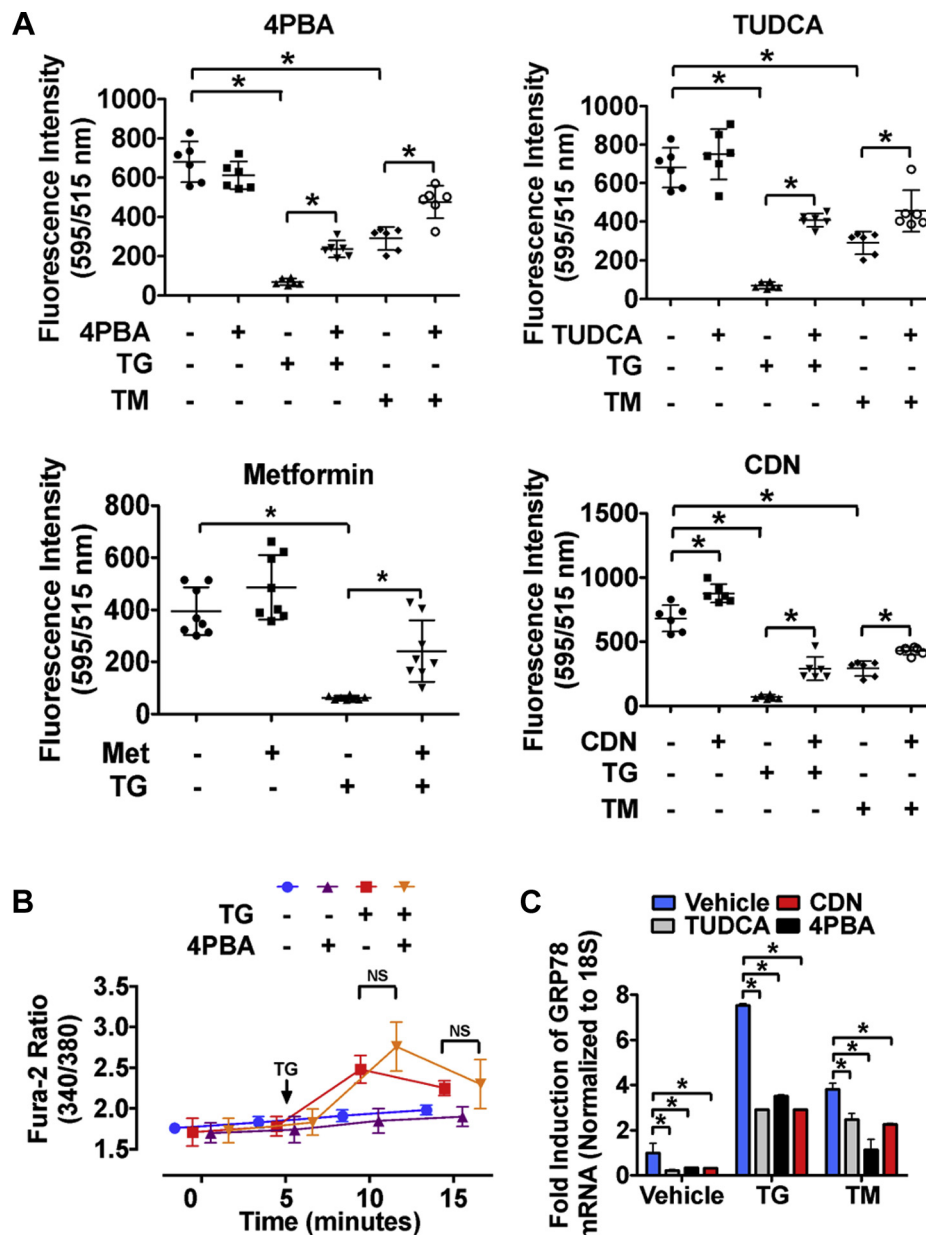 A
4PBA
Fluorescence Intensity
(595/515 nm)
1000
800
600
400
200
0
*
*
*
*
4PBA - + - + - +
TG - - + + - -
TM - - - - + +
TUDCA
Fluorescence Intensity
(595/515 nm)
1000
800
600
400
200
0
*
*
*
*
TUDCA - + - + - +
TG - - + + - -
TM - - - - + +
Metformin
Fluorescence Intensity
(595/515 nm)
800
600
400
200
0
*
*
Met - + - +
TG - - + +
CDN
Fluorescence Intensity
(595/515 nm)
1500
1000
500
0
*
*
*
*
*
CDN - + - + - +
TG - - + + - -
TM - - - - + +
B
TG - - + +
4PBA - + - +
Fura-2 Ratio
(340/380)
3.5
3.0
2.5
2.0
1.5
TG
NS
NS
0 5 10 15
Time (minutes)
C
Vehicle CDN
TUDCA 4PBA
Fold Induction of GRP78
mRNA (Normalized to 18S)
8
6
4
2
0
*
*
*
*
*
*
*
*
*
Vehicle TG TM